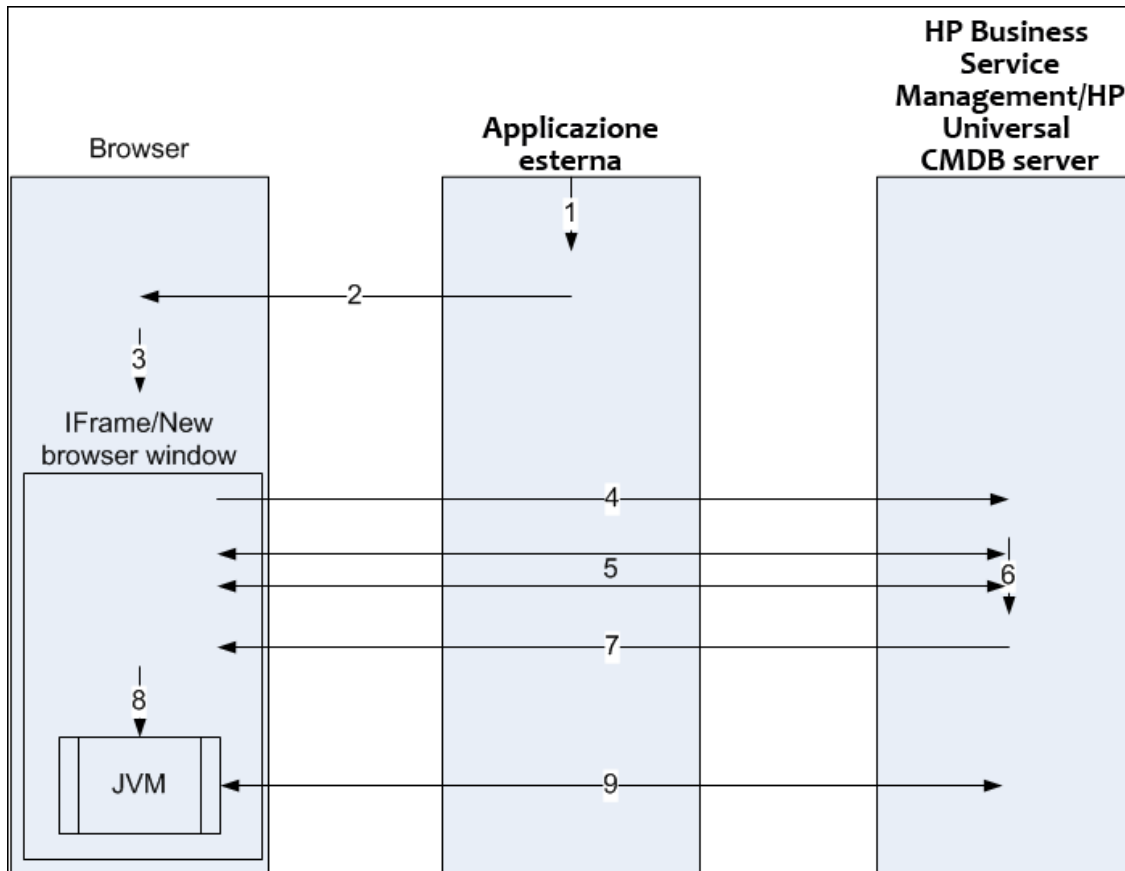 Browser
Applicazione
esterna
HP Business
Service
Management/HP
Universal
CMDB server
1
2
3
IFrame/New
browser window
4
5
6
7
8
JVM
9